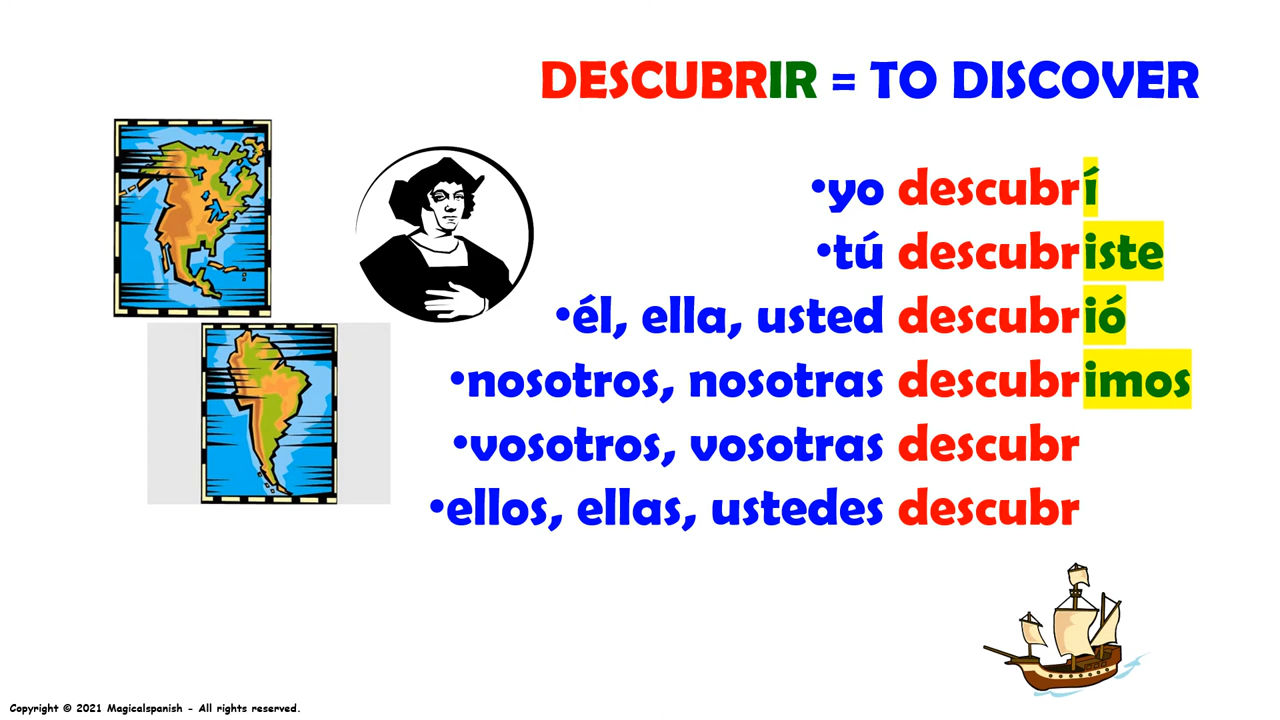 DESCUBRIR = TO DISCOVER
•yo descubrí
•tú descubriste
•él, ella, usted descubrió
•nosotros, nosotras descubrimos
•vosotros, vosotras descubr
•ellos, ellas, ustedes descubr
Copyright © 2021 Magicalspanish - All rights reserved.